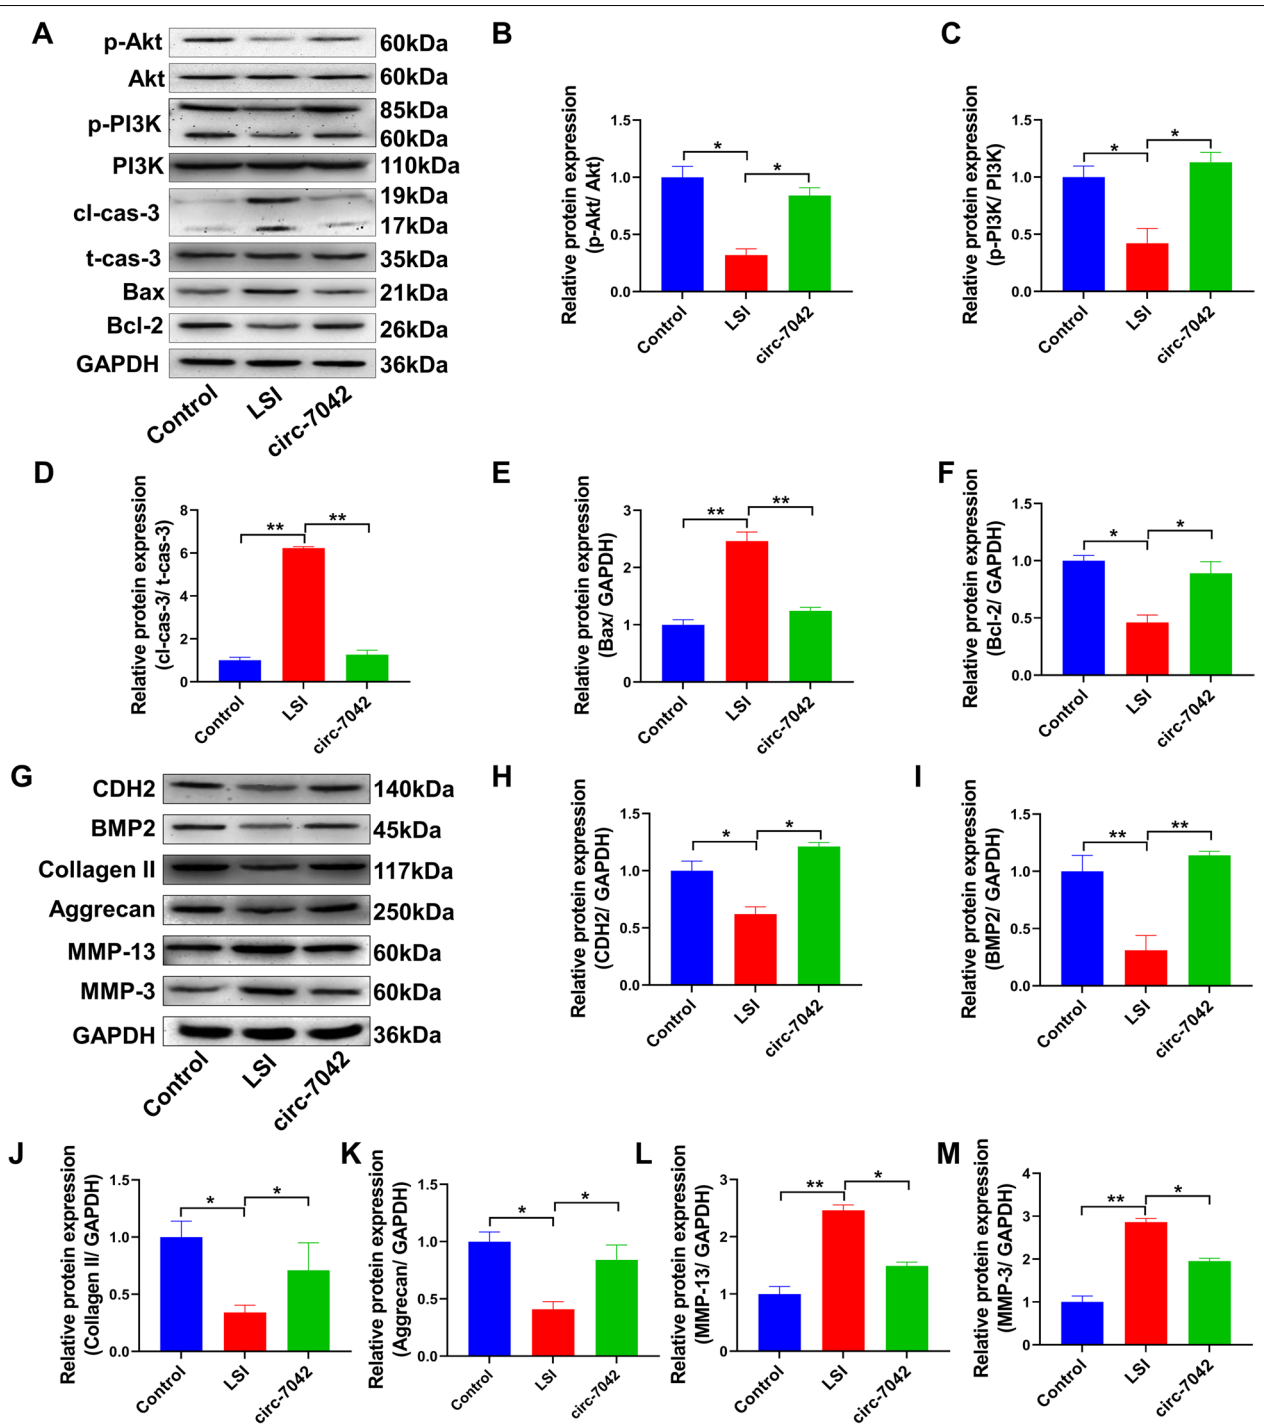 A
p-Akt 60kDa
Akt 60kDa
p-PI3K 85kDa
60kDa
PI3K 110kDa
cl-cas-3 19kDa
17kDa
t-cas-3 35kDa
Bax 21kDa
Bcl-2 26kDa
GAPDH 36kDa
Control LSI circ-7042
B
Relative protein expression
(p-Akt/ Akt)
1.5
1.0
0.5
0.0
* *
Control LSI circ-7042
C
Relative protein expression
(p-PI3K/ PI3K)
1.5
1.0
0.5
0.0
* *
Control LSI circ-7042
D
Relative protein expression
(cl-cas-3/ t-cas-3)
8
6
4
2
0
** **
Control LSI circ-7042
E
Relative protein expression
(Bax/ GAPDH)
3
2
1
0
** **
Control LSI circ-7042
F
Relative protein expression
(Bcl-2/ GAPDH)
1.5
1.0
0.5
0.0
* *
Control LSI circ-7042
G
CDH2 140kDa
BMP2 45kDa
Collagen II 117kDa
Aggrecan 250kDa
MMP-13 60kDa
MMP-3 60kDa
GAPDH 36kDa
Control LSI circ-7042
H
Relative protein expression
(CDH2/ GAPDH)
1.5
1.0
0.5
0.0
* *
Control LSI circ-7042
I
Relative protein expression
(BMP2/ GAPDH)
1.5
1.0
0.5
0.0
** **
Control LSI circ-7042
J
Relative protein expression
(Collagen II/ GAPDH)
1.5
1.0
0.5
0.0
* *
Control LSI circ-7042
K
Relative protein expression
(Aggrecan/ GAPDH)
1.5
1.0
0.5
0.0
* *
Control LSI circ-7042
L
Relative protein expression
(MMP-13/ GAPDH)
3
2
1
0
** *
Control LSI circ-7042
M
Relative protein expression
(MMP-3/ GAPDH)
4
3
2
1
0
** *
Control LSI circ-7042